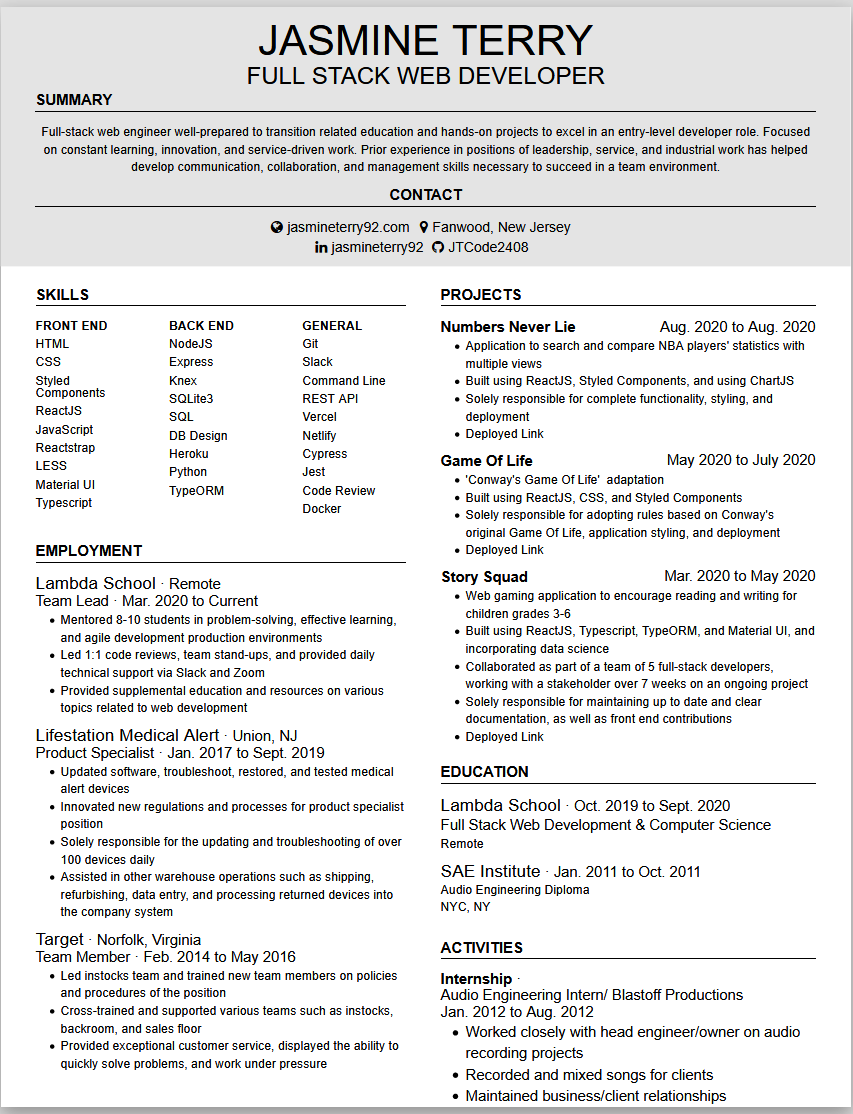 JASMINE TERRY
FULL STACK WEB DEVELOPER
SUMMARY
Full-stack web engineer well-prepared to transition related education and hands-on projects to excel in an entry-level developer role. Focused
on constant learning, innovation, and service-driven work. Prior experience in positions of leadership, service, and industrial work has helped
develop communication, collaboration, and management skills necessary to succeed in a team environment.
CONTACT
jasmineterry92.com Fanwood, New Jersey
in jasmineterry92 JTCode2408
SKILLS
FRONT END
HTML
CSS
Styled
Components
ReactJS
JavaScript
Reactstrap
LESS
Material UI
Typescript
BACK END
NodeJS
Express
Knex
SQLite3
SQL
DB Design
Heroku
Python
TypeORM
GENERAL
Git
Slack
Command Line
REST API
Vercel
Netlify
Cypress
Jest
Code Review
Docker
EMPLOYMENT
Lambda School · Remote
Team Lead · Mar. 2020 to Current
• Mentored 8-10 students in problem-solving, effective learning,
and agile development production environments
• Led 1:1 code reviews, team stand-ups, and provided daily
technical support via Slack and Zoom
• Provided supplemental education and resources on various
topics related to web development
Lifestation Medical Alert · Union, NJ
Product Specialist · Jan. 2017 to Sept. 2019
• Updated software, troubleshoot, restored, and tested medical
alert devices
• Innovated new regulations and processes for product specialist
position
• Solely responsible for the updating and troubleshooting of over
100 devices daily
• Assisted in other warehouse operations such as shipping,
refurbishing, data entry, and processing returned devices into
the company system
Target · Norfolk, Virginia
Team Member · Feb. 2014 to May 2016
• Led instocks team and trained new team members on policies
and procedures of the position
• Cross-trained and supported various teams such as instocks,
backroom, and sales floor
• Provided exceptional customer service, displayed the ability to
quickly solve problems, and work under pressure
PROJECTS
Numbers Never Lie Aug. 2020 to Aug. 2020
• Application to search and compare NBA players' statistics with
multiple views
• Built using ReactJS, Styled Components, and using ChartJS
• Solely responsible for complete functionality, styling, and
deployment
• Deployed Link
Game Of Life May 2020 to July 2020
• 'Conway's Game Of Life' adaptation
• Built using ReactJS, CSS, and Styled Components
• Solely responsible for adopting rules based on Conway's
original Game Of Life, application styling, and deployment
• Deployed Link
Story Squad Mar. 2020 to May 2020
• Web gaming application to encourage reading and writing for
children grades 3-6
• Built using ReactJS, Typescript, TypeORM, and Material UI, and
incorporating data science
• Collaborated as part of a team of 5 full-stack developers,
working with a stakeholder over 7 weeks on an ongoing project
• Solely responsible for maintaining up to date and clear
documentation, as well as front end contributions
• Deployed Link
EDUCATION
Lambda School · Oct. 2019 to Sept. 2020
Full Stack Web Development & Computer Science
Remote
SAE Institute · Jan. 2011 to Oct. 2011
Audio Engineering Diploma
NYC, NY
ACTIVITIES
Internship ·
Audio Engineering Intern/ Blastoff Productions
Jan. 2012 to Aug. 2012
• Worked closely with head engineer/owner on audio
recording projects
• Recorded and mixed songs for clients
• Maintained business/client relationships